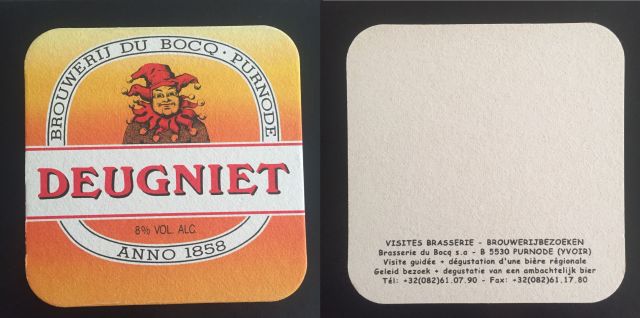 BROUWERIJ DU BOCQ · PURNODE
DEUGNIET
8% VOL. ALC.
ANNO 1858
VISITES BRASSERIE - BROUWERIJBEZOEKEN
Brasserie du Bocq s.a - B 5530 PURNODE (YVOIR)
Visite guidée + dégustation d'une bière régionale
Geleid bezoek + degustatie van een ambachtelijk bier
Tél: +32(082)61.07.90 - Fax: +32(082)61.17.80